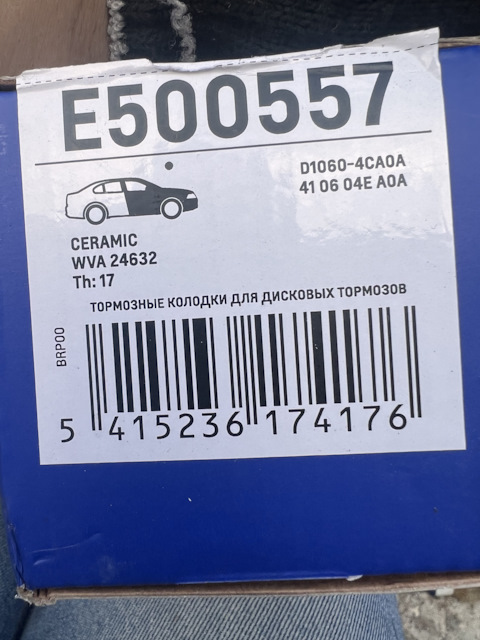 E500557
D1060-4CA0A
41 06 04E A0A
CERAMIC
WVA 24632
Th: 17
ТОРМОЗНЫЕ КОЛОДКИ ДЛЯ ДИСКОВЫХ ТОРМОЗОВ
BRP00
5 415236 174176